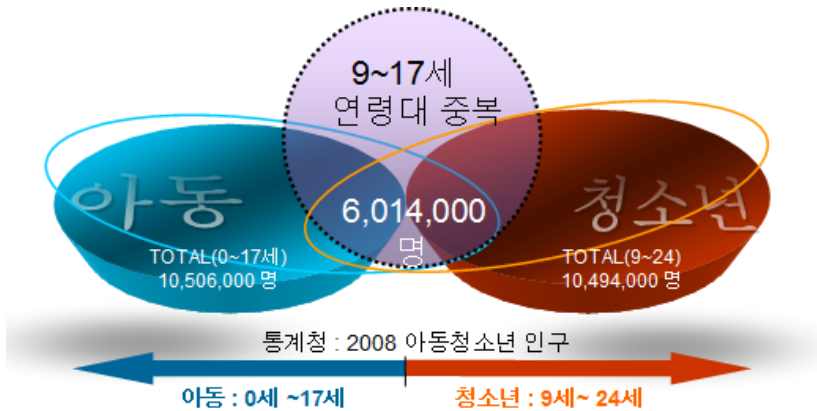 9~17세
연령대 중복
아동
청소년
6,014,000
명
TOTAL(0~17세)
10,506,000 명
TOTAL(9~24)
10,494,000 명
통계청 : 2008 아동청소년 인구
아동 : 0세 ~17세
청소년 : 9세~ 24세